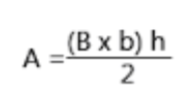 A = (B x b) h
2